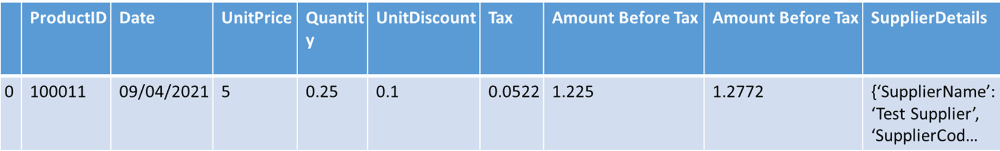 ProductID Date UnitPrice Quantit UnitDiscount Tax Amount Before Tax Amount Before Tax SupplierDetails
y
0 100011 09/04/2021 5 0.25 0.1 0.0522 1.225 1.2772 {‘SupplierName’:
‘Test Supplier’,
‘SupplierCod...